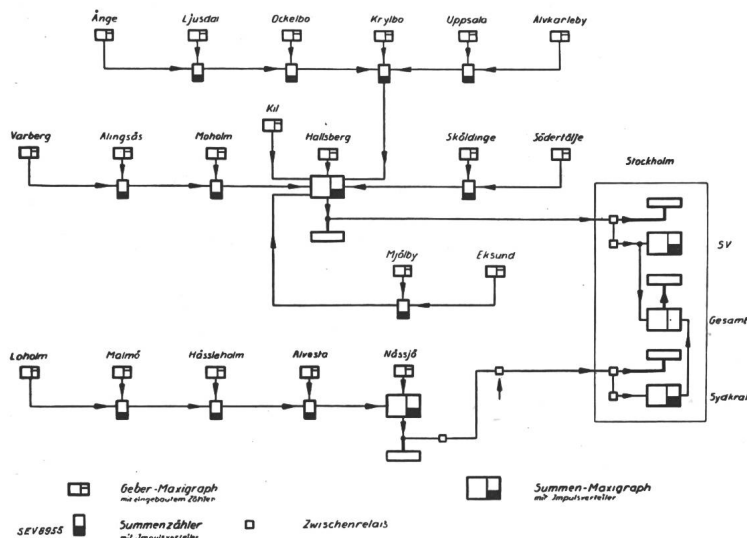 Ånge Ljusdal Ockelbo Krylbo Uppsala Älvkarleby
Kil
Varberg Alingsås Moholm Hallsberg Sköldinge Södertälje
Stockholm
SV
Mjölby Eksund
Gesamt
Loholm Malmö Hässleholm Alvesta Nässjö
Sydkraft
Geber-Maxigraph
mit eingebautem Zähler
Summen-Maxigraph
mit Impulsverteiler
SEV8955 Summenzähler
mit Impulsverteiler
Zwischenrelais